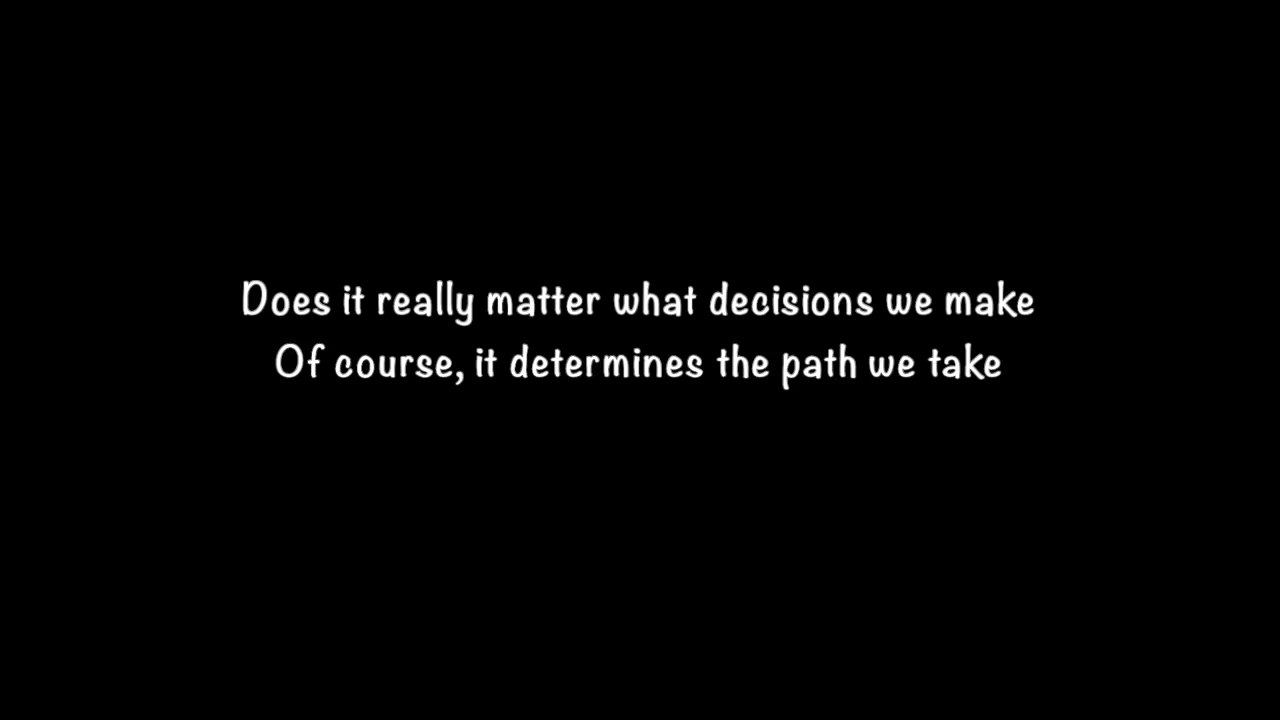 Does it really matter what decisions we make
Of course, it determines the path we take